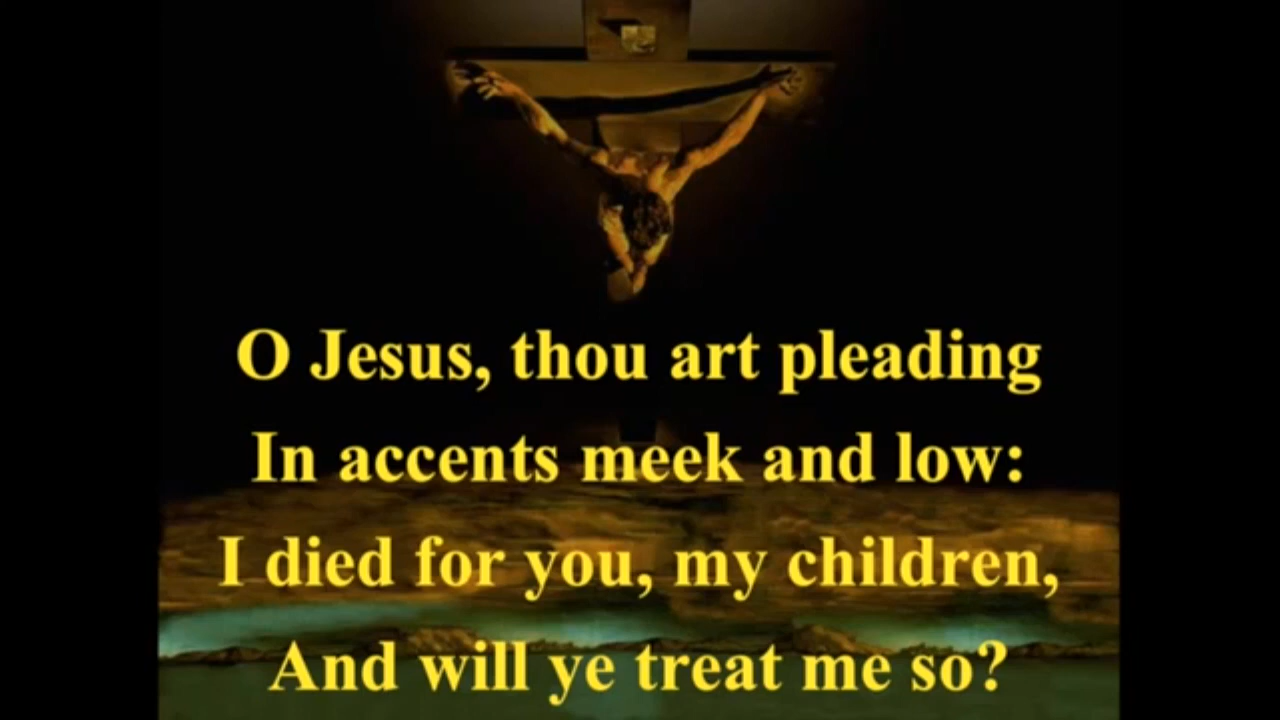 O Jesus, thou art pleading
In accents meek and low:
I died for you, my children,
And will ye treat me so?